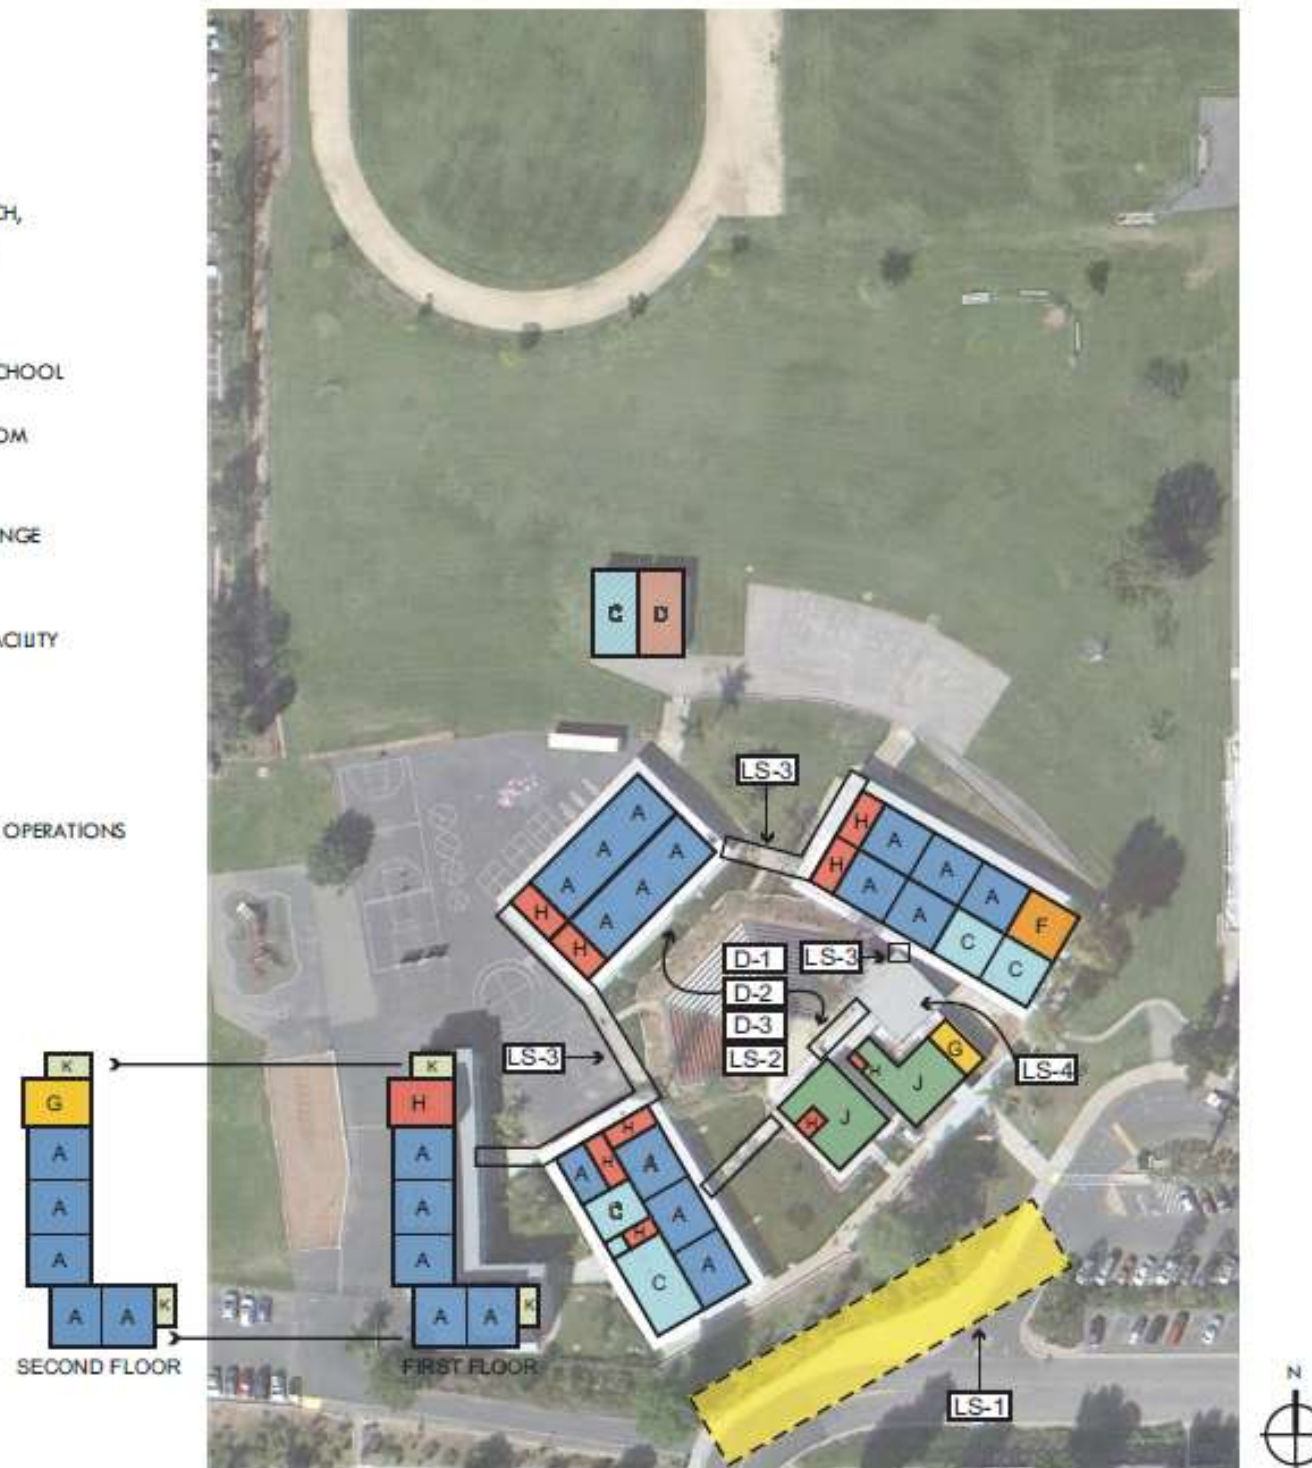 CH,
CHOOL
OM
NGE
ACILITY
OPERATIONS
C D
LS-3
A
H A
A A A
H A
A A A A
A A
H A A F
H C
D-1 LS-3
C
D-2
D-3
LS-3 LS-2
G
K K H J LS-4
G H
H J
H
A A A H A
C A
A A H
C A
A A
A A K A A K
SECOND FLOOR FIRST FLOOR
N
LS-1